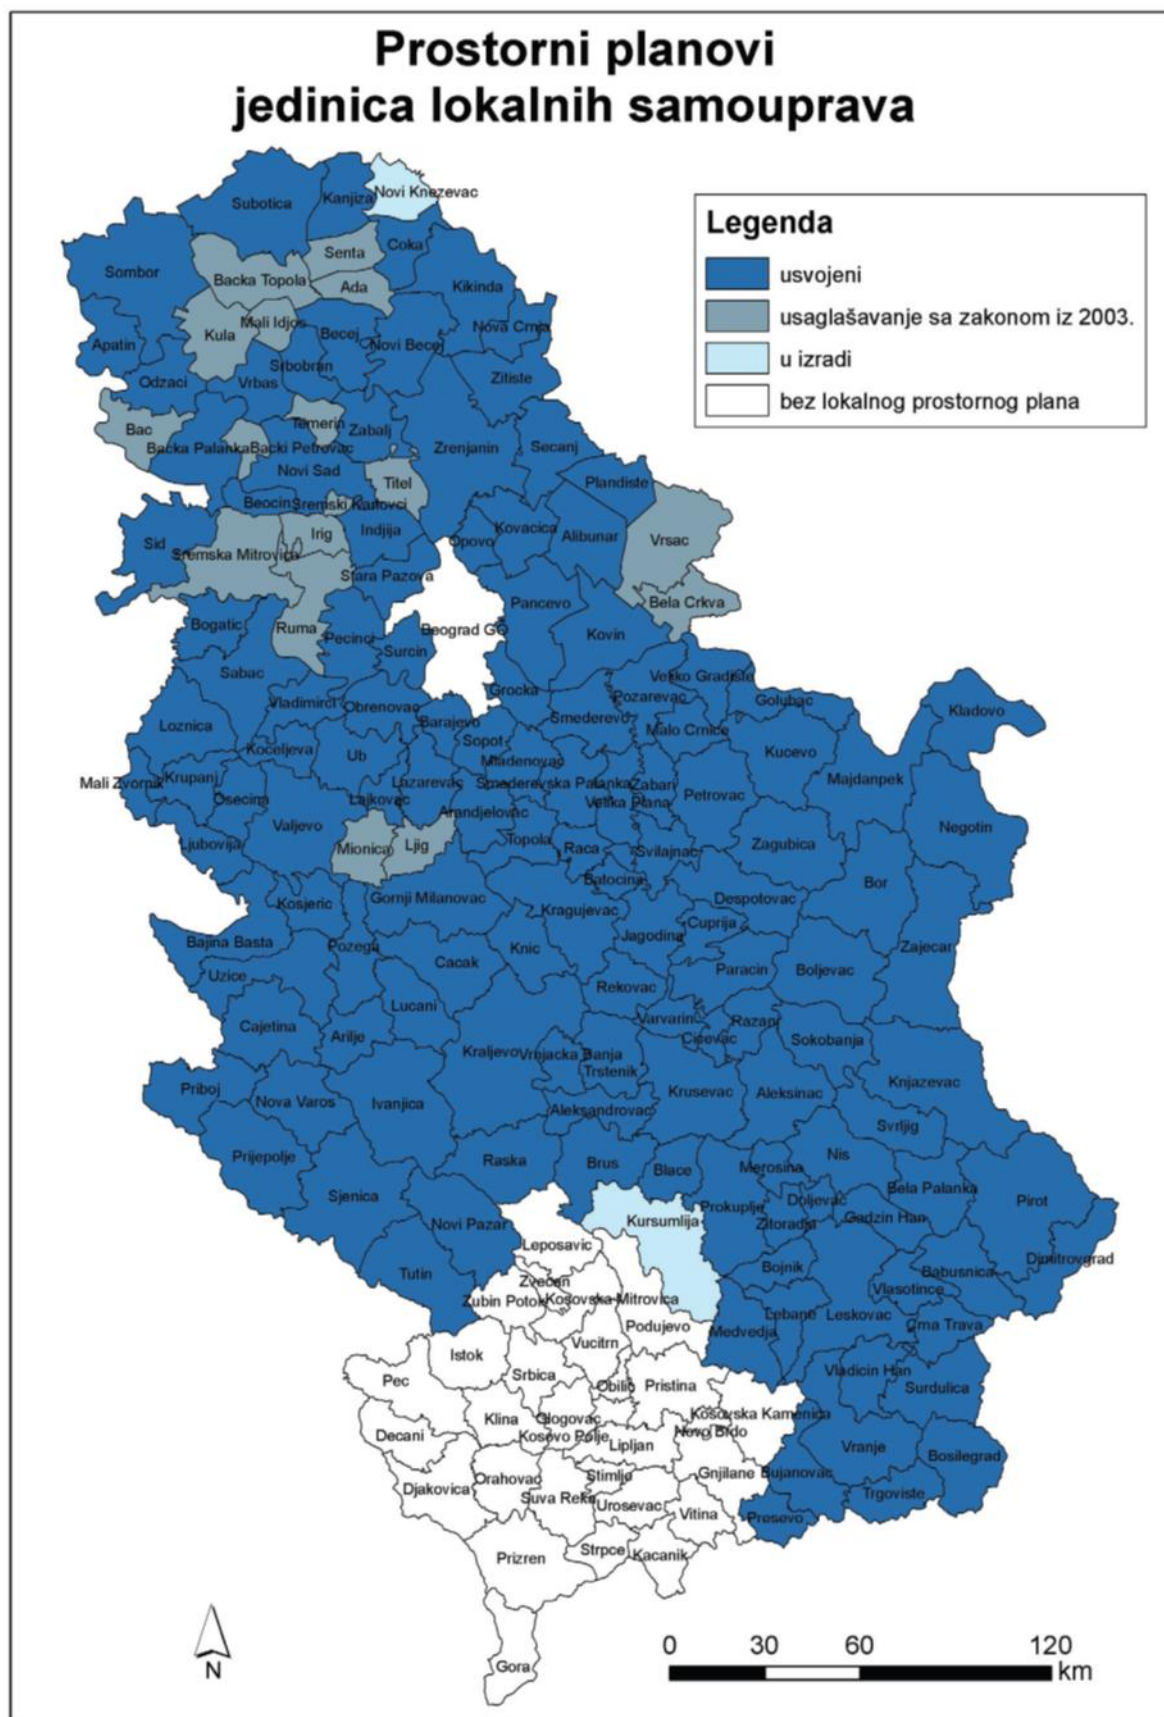 Prostorni planovi
jedinica lokalnih samouprava
Legenda
usvojeni
usaglašavanje sa zakonom iz 2003.
u izradi
bez lokalnog prostornog plana
Novi Knezevac
Kanjiza
Subotica
Coka
Senta
Sombor
Backa Topola
Ada
Kikinda
Mali Idjos
Nova Crnja
Kula
Becej
Apatin
Novi Becej
Srbobran
Odzaci
Vrbas
Zitiste
Temerin
Bac
Zabalj
Backa Palanka
Backi Petrovac
Zrenjanin
Secanj
Novi Sad
Titel
Plandiste
Beocin
Sremski Karlovci
Kovacica
Irig
Indjija
Alibunar
Opovo
Vrsac
Sid
Sremska Mitrovica
Stara Pazova
Pancevo
Bela Crkva
Bogatic
Ruma
Beograd GO
Kovin
Pecinci
Surcin
Sabac
Veliko Gradiste
Grocka
Pozarevac
Golubac
Vladimirci
Obrenovac
Kladovo
Loznica
Barajevo
Smederevo
Malo Crnice
Sopot
Koceljeva
Ub
Kucevo
Mladenovac
Mali Zvornik
Krupanj
Lazarevac
Smederevska Palanka
Zabari
Majdanpek
Osecina
Lajkovac
Velika Plana
Petrovac
Arandjelovac
Valjevo
Negotin
Ljubovija
Mionica
Ljig
Topola
Raca
Svilajnac
Zagubica
Batocina
Bor
Kosjeric
Gornji Milanovac
Despotovac
Kragujevac
Cuprija
Jagodina
Bajina Basta
Pozega
Knic
Zajecar
Uzice
Cacak
Paracin
Boljevac
Rekovac
Lucani
Cajetina
Varvarin
Razanj
Arilje
Cicevac
Sokobanja
Kraljevo
Vrnjacka Banja
Trstenik
Priboj
Knjazevac
Nova Varos
Ivanjica
Krusevac
Aleksinac
Aleksandrovac
Svrljig
Prijepolje
Raska
Brus
Blace
Merosina
Nis
Sjenica
Bela Palanka
Pirot
Prokuplje
Doljevac
Novi Pazar
Kursumlija
Zitoradja
Gadzin Han
Leposavic
Dimitrovgrad
Tutin
Bojnik
Babusnica
Zvecan
Vlasotince
Zubin Potok
Kosovska Mitrovica
Lebane
Leskovac
Podujevo
Medvedja
Crna Trava
Vucitrn
Istok
Srbica
Vladicin Han
Pec
Obilic
Pristina
Surdulica
Klina
Glogovac
Kosovska Kamenica
Decani
Kosovo Polje
Novo Brdo
Lipljan
Vranje
Bosilegrad
Orahovac
Stimlje
Gnjilane
Bujanovac
Djakovica
Suva Reka
Urosevac
Trgoviste
Vitina
Presevo
Prizren
Strpce
Kacanik
Gora
N
0 30 60 120
km